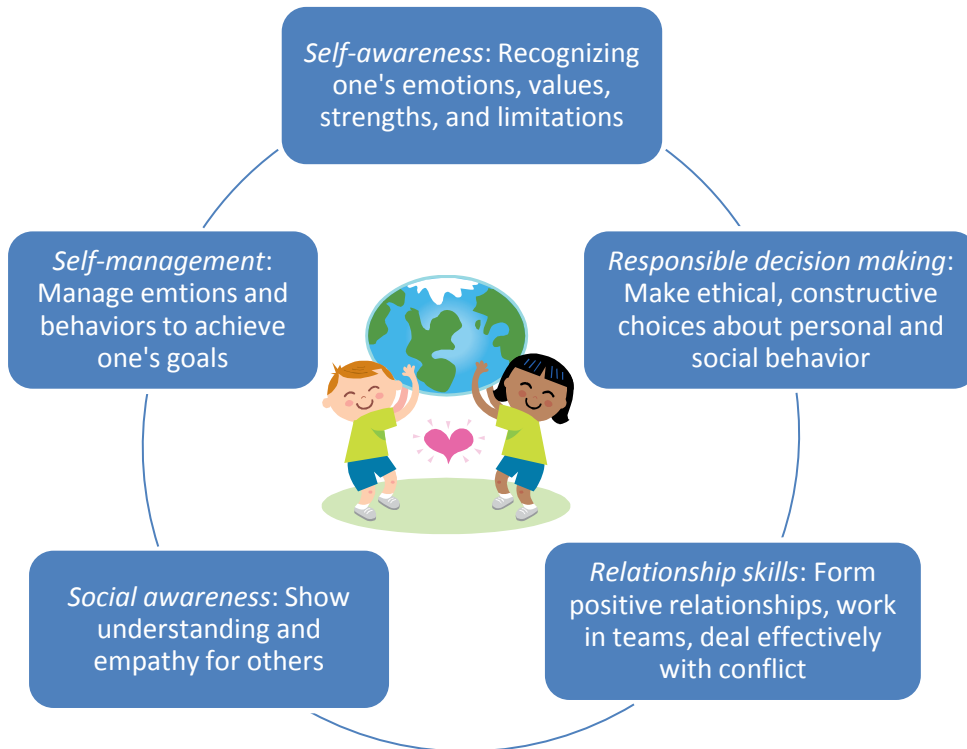 Self-awareness: Recognizing
one's emotions, values,
strengths, and limitations
Self-management:
Manage emtions and
behaviors to achieve
one's goals
Responsible decision making:
Make ethical, constructive
choices about personal and
social behavior
Social awareness: Show
understanding and
empathy for others
Relationship skills: Form
positive relationships, work
in teams, deal effectively
with conflict